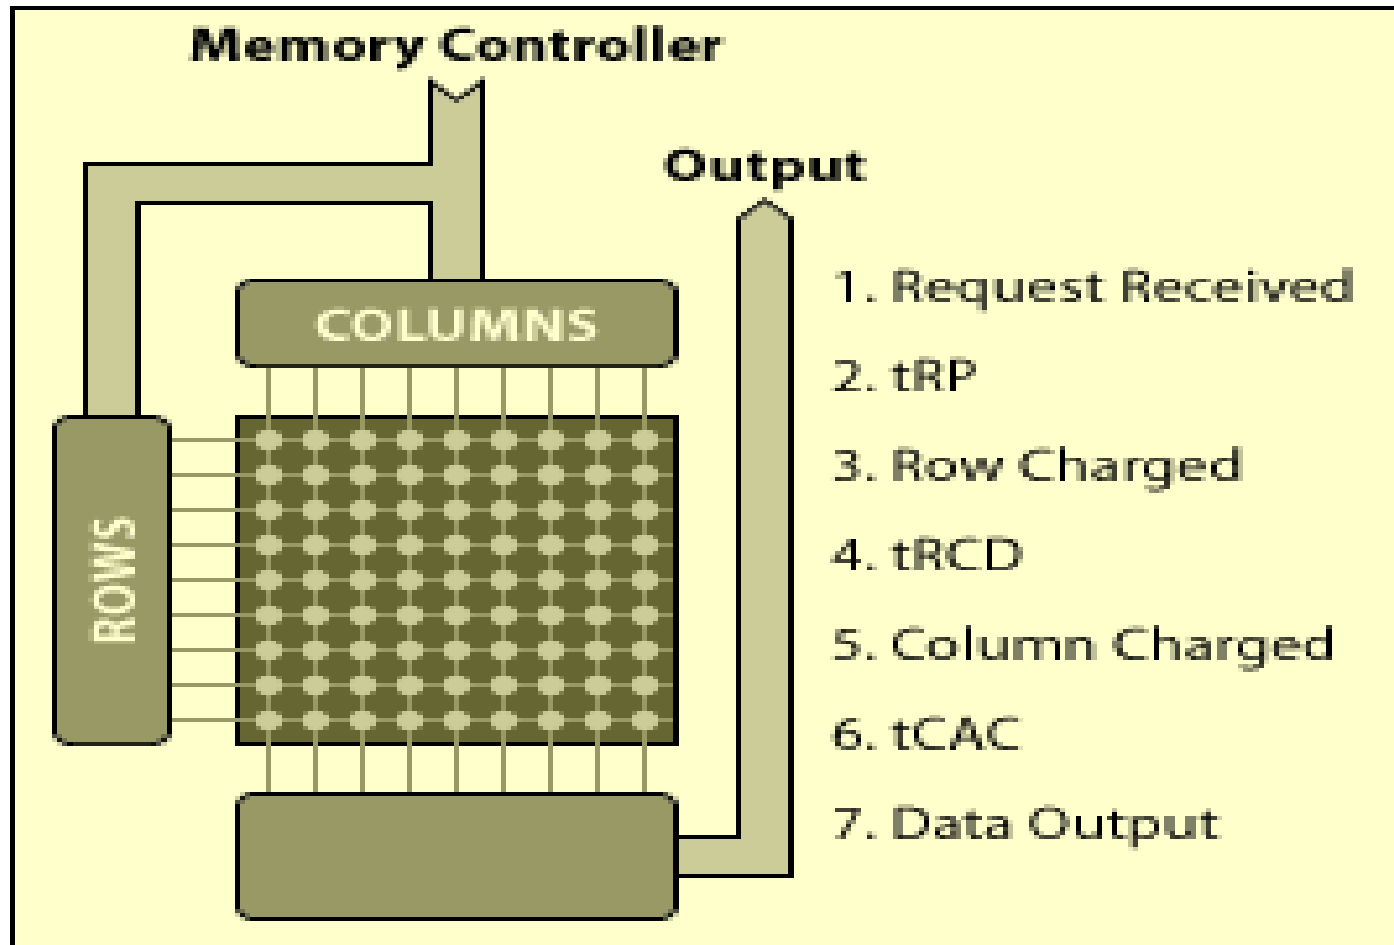 Memory Controller
Output
COLUMNS
ROWS
1. Request Received
2. tRP
3. Row Charged
4. tRCD
5. Column Charged
6. tCAC
7. Data Output